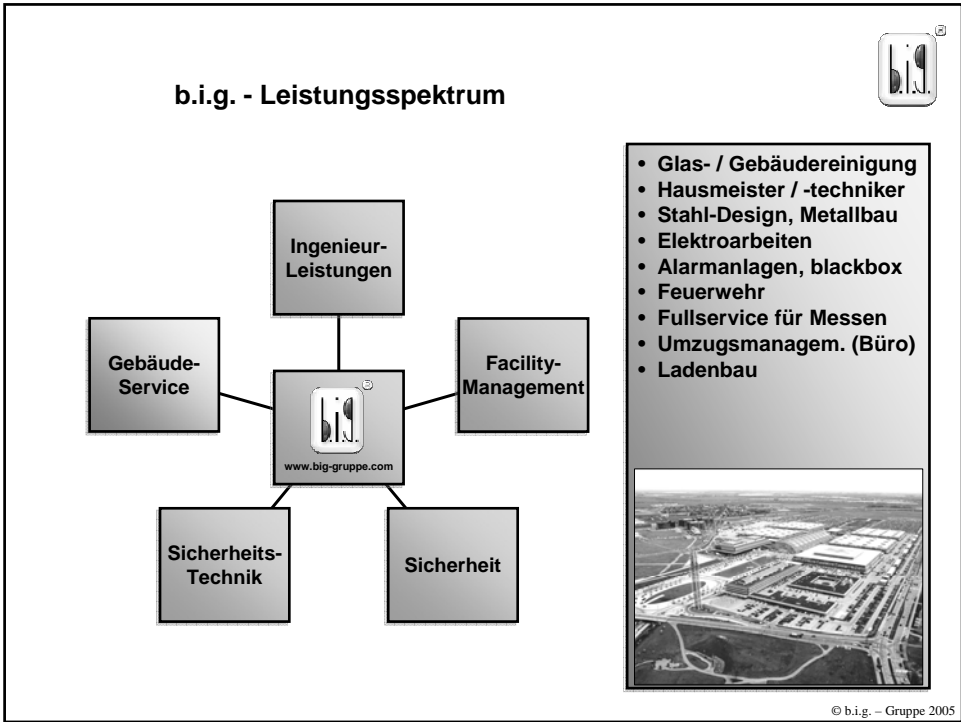 b.i.g.
®
b.i.g. - Leistungsspektrum
Ingenieur-
Leistungen
Gebäude-
Service
Facility-
Management
b.i.g.
®
www.big-gruppe.com
Sicherheits-
Technik
Sicherheit
• Glas- / Gebäudereinigung
• Hausmeister / -techniker
• Stahl-Design, Metallbau
• Elektroarbeiten
• Alarmanlagen, blackbox
• Feuerwehr
• Fullservice für Messen
• Umzugsmanagem. (Büro)
• Ladenbau
© b.i.g. – Gruppe 2005